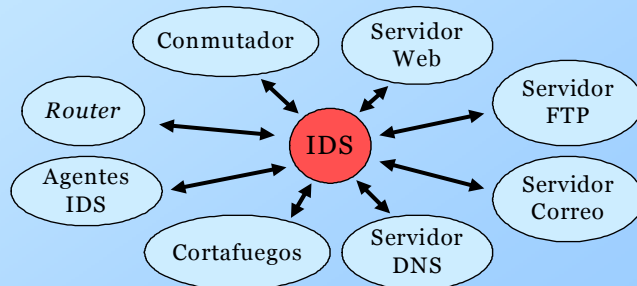 Conmutador
Servidor
Web
Router
Servidor
FTP
IDS
Agentes
IDS
Servidor
Correo
Cortafuegos
Servidor
DNS